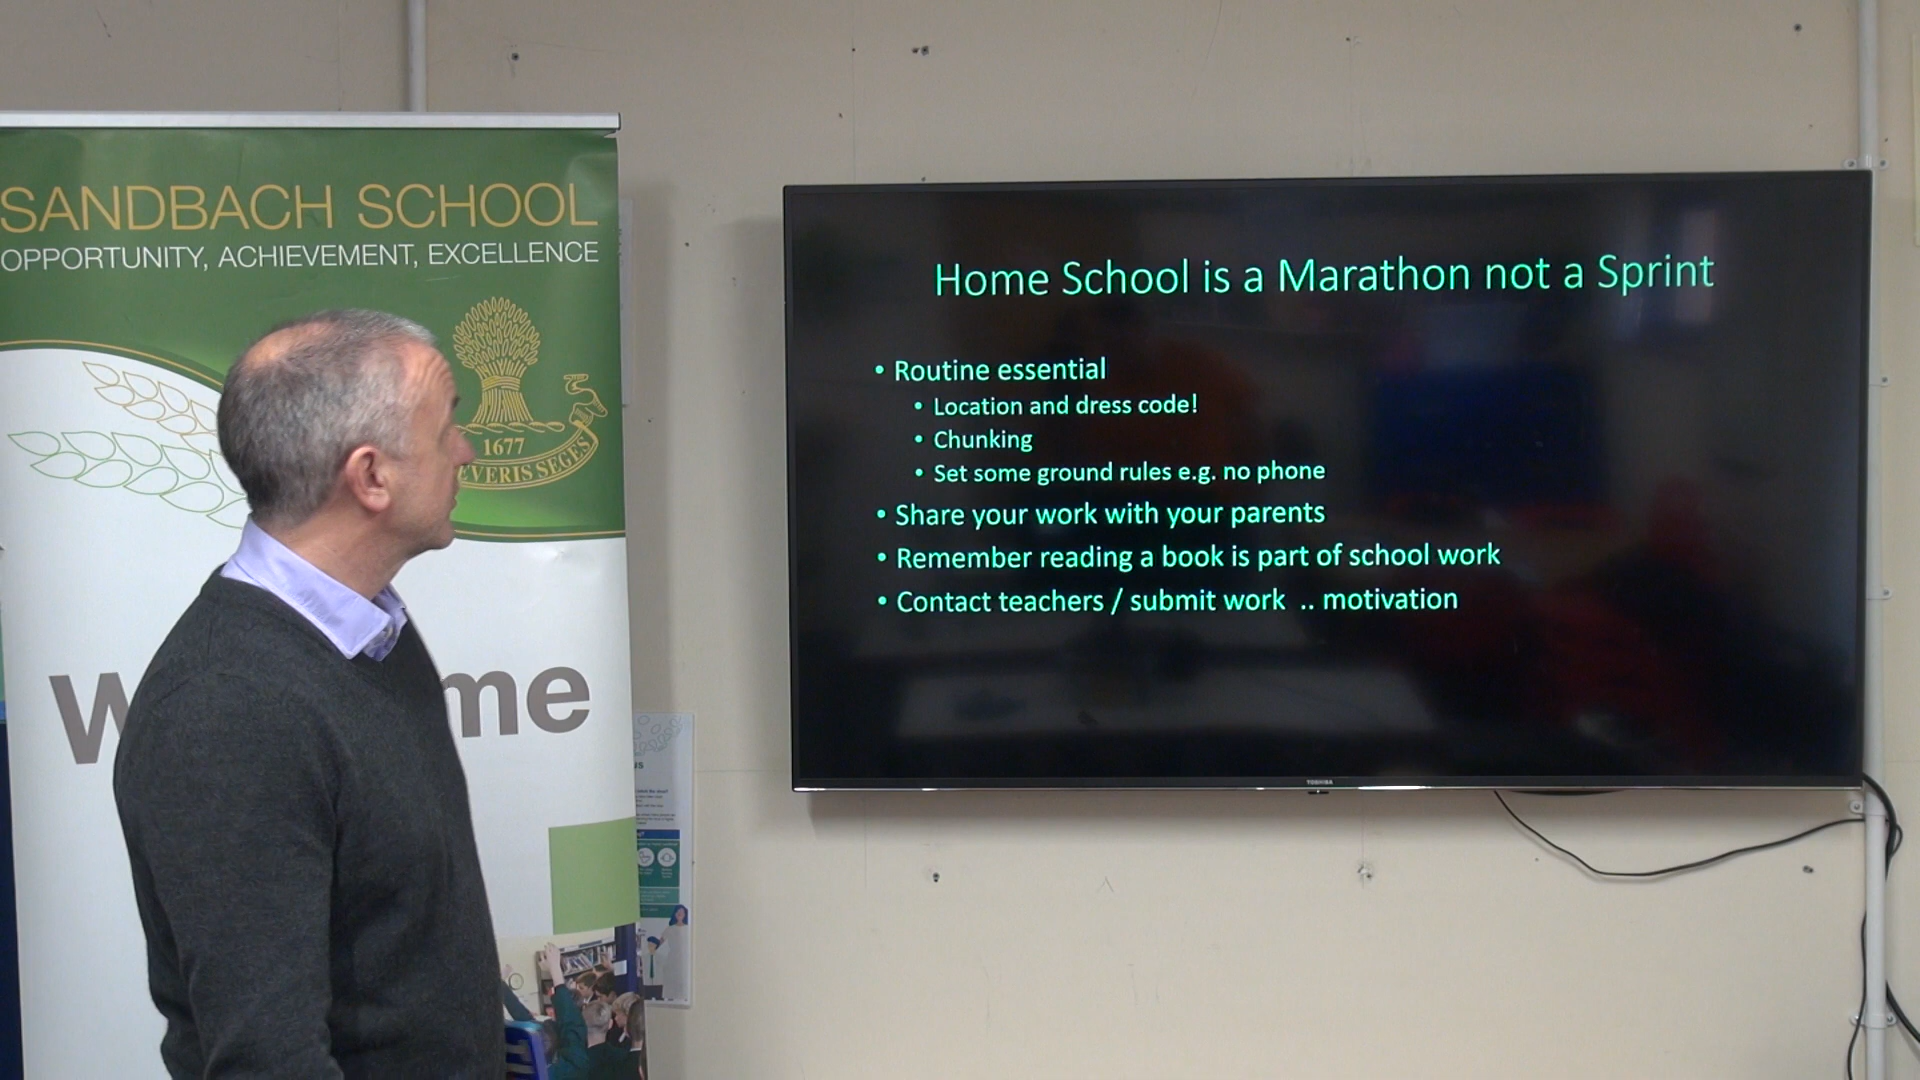 SANDBACH SCHOOL
OPPORTUNITY, ACHIEVEMENT, EXCELLENCE
1677
EVERIS SEGES
me
Home School is a Marathon not a Sprint
• Routine essential
• Location and dress code!
• Chunking
• Set some ground rules e.g. no phone
• Share your work with your parents
• Remember reading a book is part of school work
• Contact teachers / submit work .. motivation
TOSHIBA